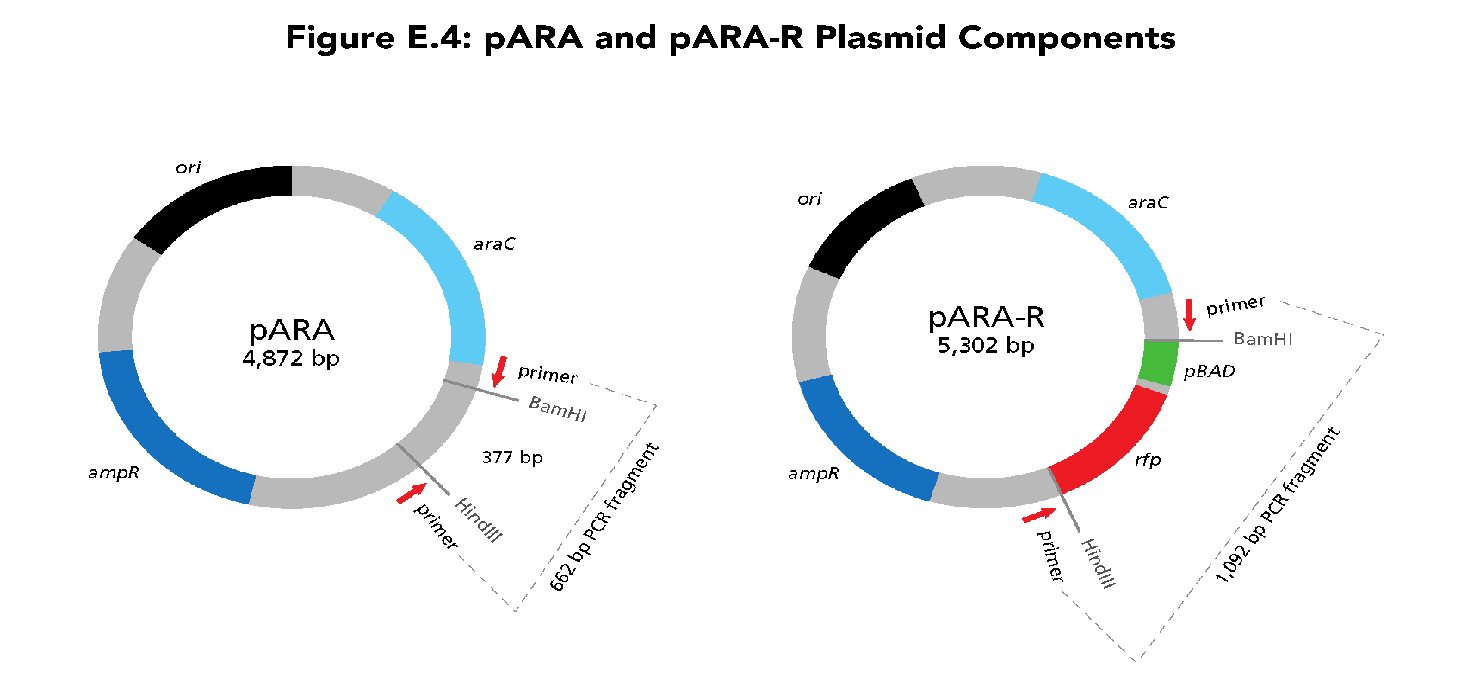 Figure E.4: pARA and pARA-R Plasmid Components
ori
araC
pARA
4,872 bp
primer
BamHI
377 bp
ampR
HindIII
primer
662 bp PCR fragment
ori
araC
pARA-R
5,302 bp
primer
BamHI
pBAD
rfp
ampR
HindIII
primer
1,092 bp PCR fragment